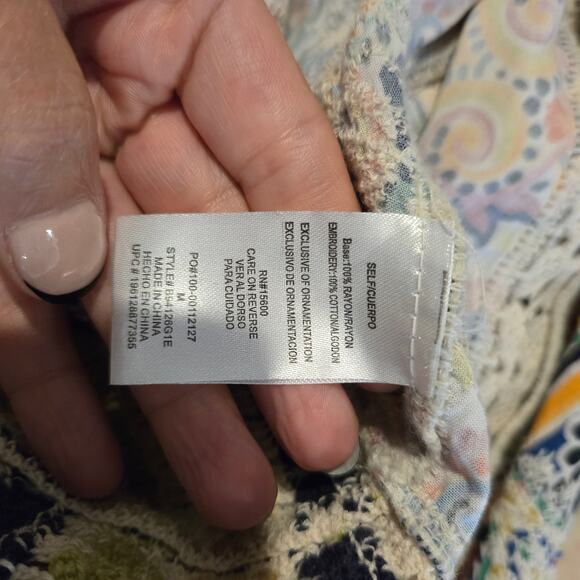 SELF/CUERPO
Base:100% RAYON/RAYON
EMBROIDERY:100% COTTON/ALGODON
EXCLUSIVE OF ORNAMENTATION
EXCLUSIVO DE ORNAMENTACION
RN#15600
CARE ON REVERSE
VER AL DORSO
PARA CUIDADO
PO#100-00112127
M
MADE IN CHINA
HECHO EN CHINA
UPC #196128877355